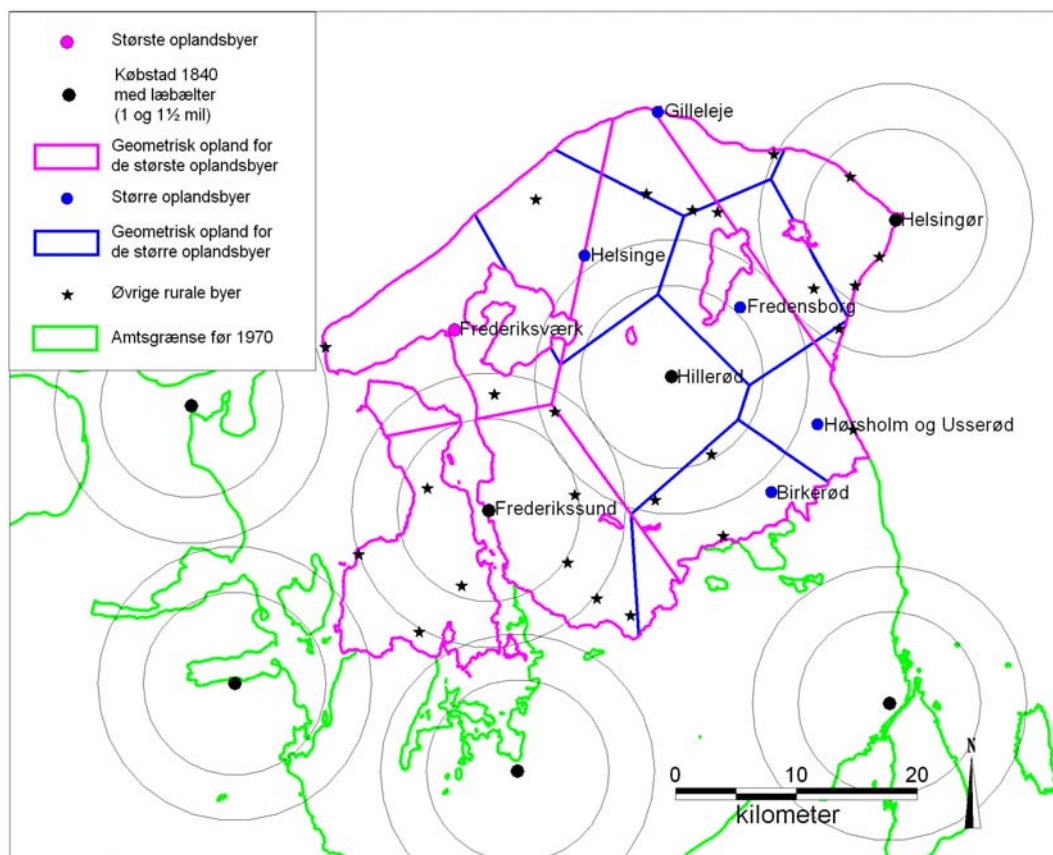 Største oplandsbyer
Købstad 1840
med læbælter
(1 og 1½ mil)
Geometrisk opland for
de største oplandsbyer
Større oplandsbyer
Geometrisk opland for
de større oplandsbyer
Øvrige rurale byer
Amtsgrænse før 1970
Gilleleje
Helsingør
Helsinge
Fredensborg
Frederiksværk
Hillerød
Hørsholm og Usserød
Birkerød
Frederikssund
N
0 10 20
kilometer